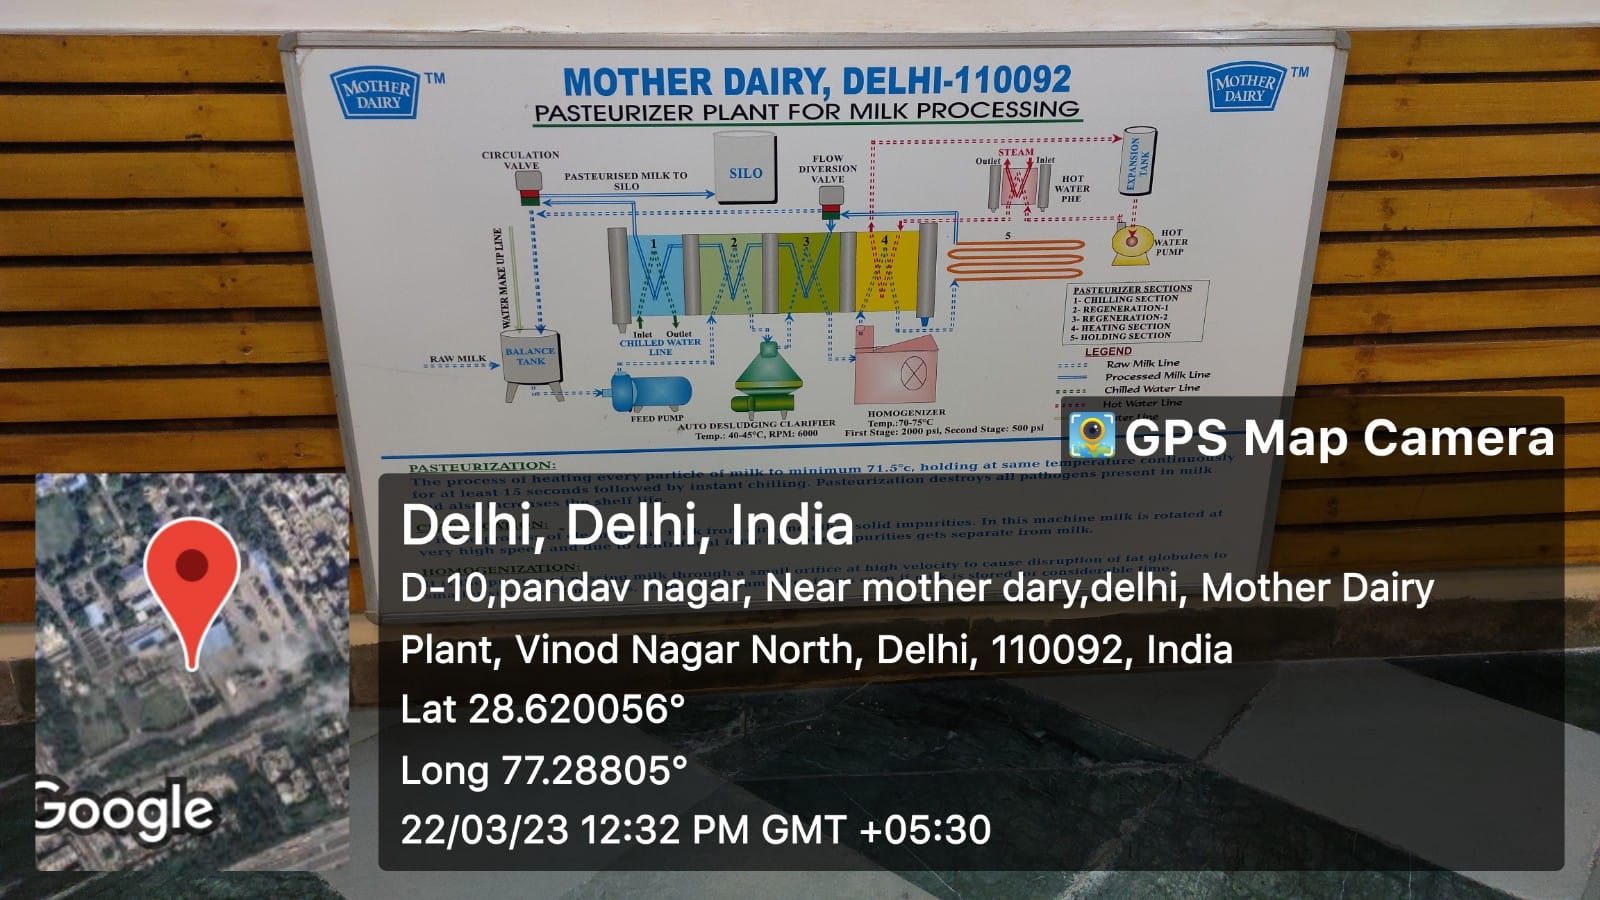 MOTHER DAIRY TM
MOTHER DAIRY, DELHI-110092
MOTHER DAIRY TM
PASTEURIZER PLANT FOR MILK PROCESSING
CIRCULATION VALVE
PASTEURISED MILK TO SILO
SILO
FLOW DIVERSION VALVE
STEAM
Outlet Inlet
HOT WATER PHE
EXPANSION TANK
HOT WATER PUMP
WATER MAKE UP LINE
1 2 3 4 5
Inlet Outlet
CHILLED WATER LINE
RAW MILK
BALANCE TANK
FEED PUMP
AUTO DESLUDGING CLARIFIER
Temp.: 40-45°C, RPM: 6000
HOMOGENIZER
Temp.:70-75°C
First Stage: 2000 psi, Second Stage: 500 psi
PASTEURIZER SECTIONS
1- CHILLING SECTION
2- REGENERATION-1
3- REGENERATION-2
4- HEATING SECTION
5- HOLDING SECTION
LEGEND
Raw Milk Line
Processed Milk Line
Chilled Water Line
Hot Water Line
Line
PASTEURIZATION:
The process of heating every particle of milk to minimum 71.5°c, holding at same temperature continuously
for at least 15 seconds followed by instant chilling. Pasteurization destroys all pathogens present in milk
also increases the shelf life.
solid impurities. In this machine milk is rotated at
very high speed and due to impurities gets separate from milk.
HOMOGENIZATION:
milk through a small orifice at high velocity to cause disruption of fat globules to
stored for considerable time.
GPS Map Camera
Delhi, Delhi, India
D-10,pandav nagar, Near mother dary,delhi, Mother Dairy
Plant, Vinod Nagar North, Delhi, 110092, India
Lat 28.620056°
Long 77.28805°
22/03/23 12:32 PM GMT +05:30
Google